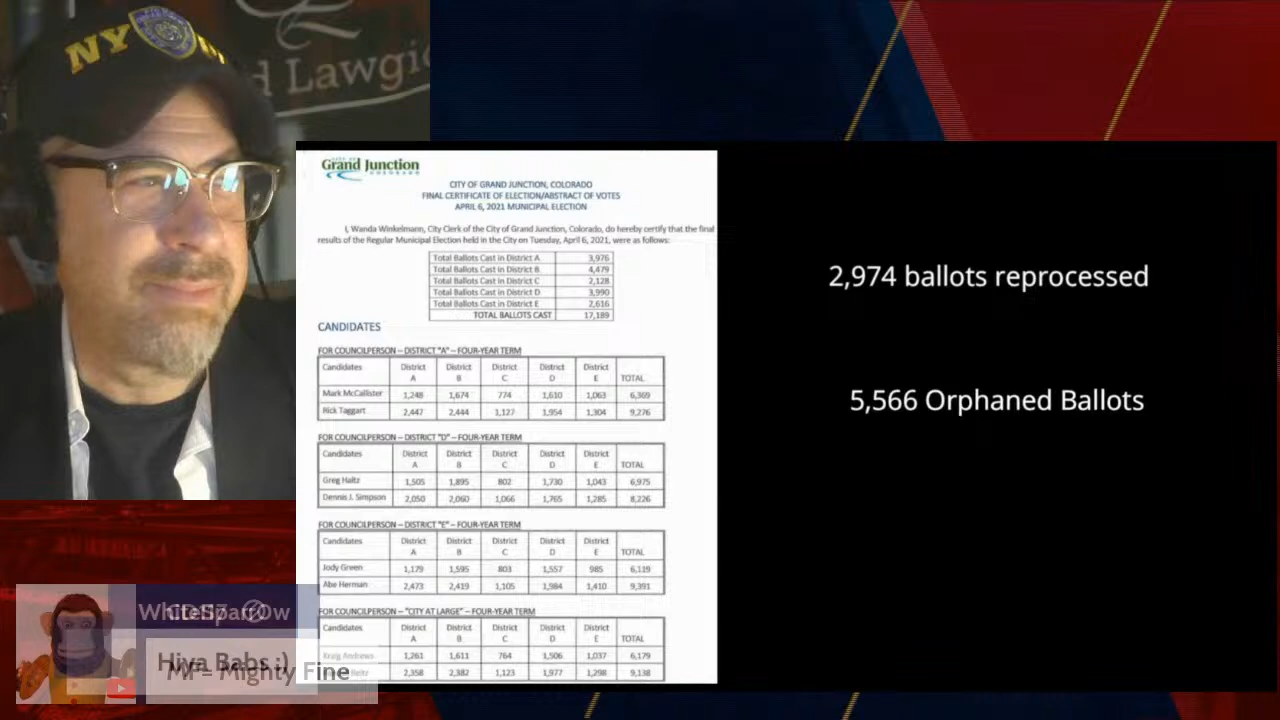 NY
d Lawgic
CITY OF
Grand Junction
COLORADO
CITY OF GRAND JUNCTION, COLORADO
FINAL CERTIFICATE OF ELECTION/ABSTRACT OF VOTES
APRIL 6, 2021 MUNICIPAL ELECTION
I, Wanda Winkelmann, City Clerk of the City of Grand Junction, Colorado, do hereby certify that the final
results of the Regular Municipal Election held in the City on Tuesday, April 6, 2021, were as follows:
Total Ballots Cast in District A 3,976
Total Ballots Cast in District B 4,479
Total Ballots Cast in District C 2,128
Total Ballots Cast in District D 3,990
Total Ballots Cast in District E 2,616
TOTAL BALLOTS CAST 17,189
CANDIDATES
FOR COUNCILPERSON – DISTRICT "A" – FOUR-YEAR TERM
Candidates District District District District District
A B C D E TOTAL
Mark McCallister 1,248 1,674 774 1,610 1,063 6,369
Rick Taggart 2,447 2,444 1,127 1,954 1,304 9,276
FOR COUNCILPERSON – DISTRICT "D" – FOUR-YEAR TERM
Candidates District District District District District
A B C D E TOTAL
Greg Haitz 1,505 1,895 802 1,730 1,043 6,975
Dennis J. Simpson 2,050 2,060 1,066 1,765 1,285 8,226
FOR COUNCILPERSON – DISTRICT "E" – FOUR-YEAR TERM
Candidates District District District District District
A B C D E TOTAL
Jody Green 1,179 1,595 803 1,557 985 6,119
Abe Herman 2,473 2,419 1,105 1,984 1,410 9,391
FOR COUNCILPERSON – "CITY AT LARGE" – FOUR-YEAR TERM
Candidates District District District District District
A B C D E TOTAL
Kraig Andrews 1,261 1,611 764 1,506 1,037 6,179
Reitz 2,358 2,382 1,123 1,977 1,298 9,138
2,974 ballots reprocessed
5,566 Orphaned Ballots
WhiteSparrow
Hiya Babs :)
MF= Mighty Fine